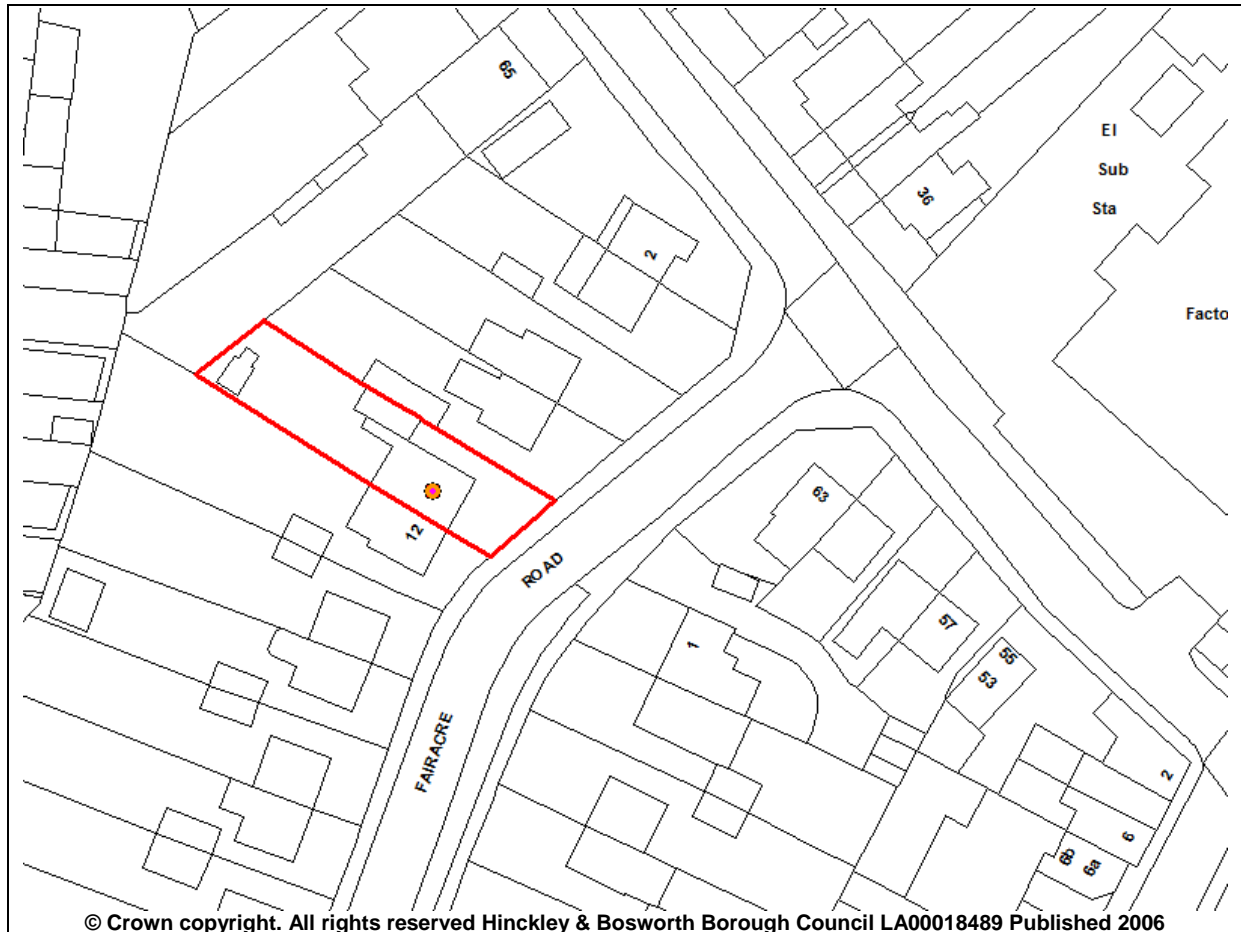 65
El
Sub
Sta
36
2
Facto
63
12
ROAD
57
1
55
53
FAIRACRE
2
6
6b
6a
© Crown copyright. All rights reserved Hinckley & Bosworth Borough Council LA00018489 Published 2006